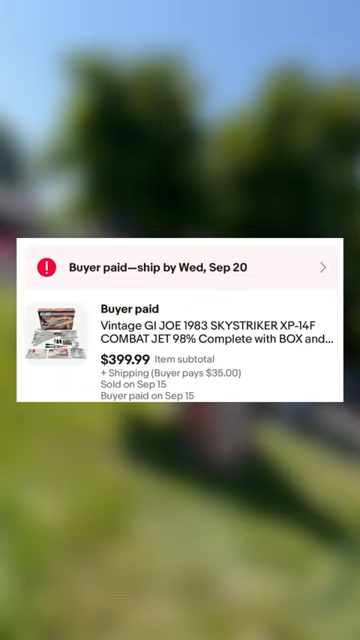 Buyer paid—ship by Wed, Sep 20
Buyer paid
Vintage GI JOE 1983 SKYSTRIKER XP-14F
COMBAT JET 98% Complete with BOX and...
$399.99 Item subtotal
+ Shipping (Buyer pays $35.00)
Sold on Sep 15
Buyer paid on Sep 15